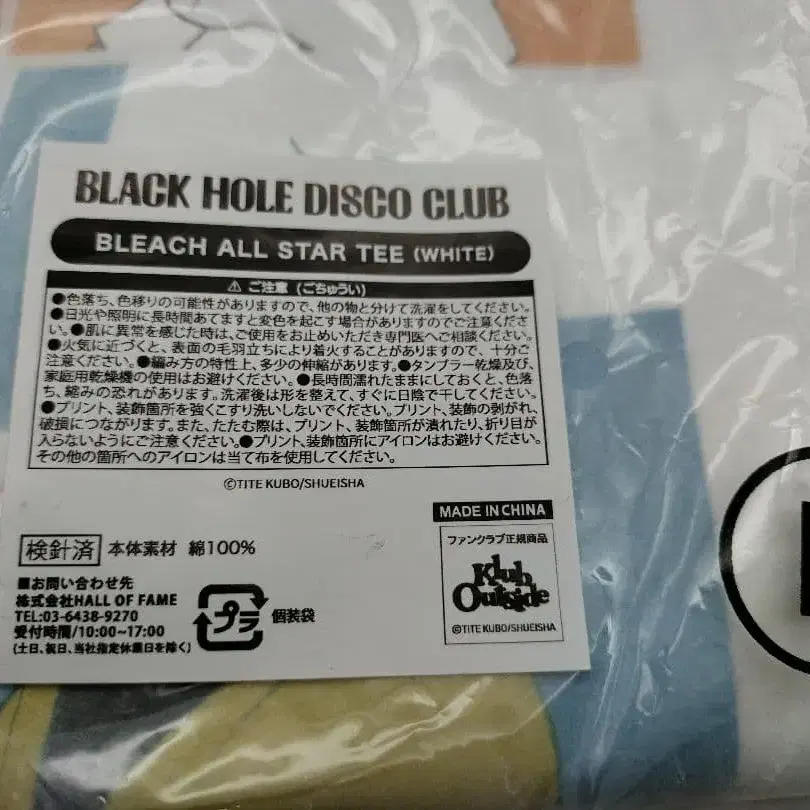 BLACK HOLE DISCO CLUB
BLEACH ALL STAR TEE (WHITE)
⚠ ご注意 (ごちゅうい)
●色落ち、色移りの可能性がありますので、他の物と分けて洗濯をしてください。
●日光や照明に長時間あてますと変色を起こす場合がありますのでご注意くださ
い。●肌に異常を感じた時は、ご使用をお止めいただき専門医へご相談ください。
●火気に近づくと、表面の毛羽立ちにより着火することがありますので、十分ご
注意ください。●編み方の特性上、多少の伸縮があります。●タンブラー乾燥及び、
家庭用乾燥機の使用はお避けください。●長時間濡れたままにしておくと、色落
ち、縮みの恐れがあります。洗濯後は形を整えて、すぐに日陰で干してください。
●プリント、装飾箇所を強くこすり洗いしないでください。プリント、装飾の剥がれ、
破損につながります。また、たたむ際は、プリント、装飾箇所が潰れたり、折り目が
入らないようにご注意ください。●プリント、装飾箇所にアイロンはお避けください。
その他の箇所へのアイロンは当て布を使用してください。
©TITE KUBO/SHUEISHA
検針済 本体素材 綿100%
■お問い合わせ先
株式会社HALL OF FAME
TEL:03-6438-9270
受付時間/10:00~17:00
(土日、祝日、当社指定休業日を除く)
プラ 個装袋
MADE IN CHINA
ファンクラブ正規商品
Klub
Outside
©TITE KUBO/SHUEISHA